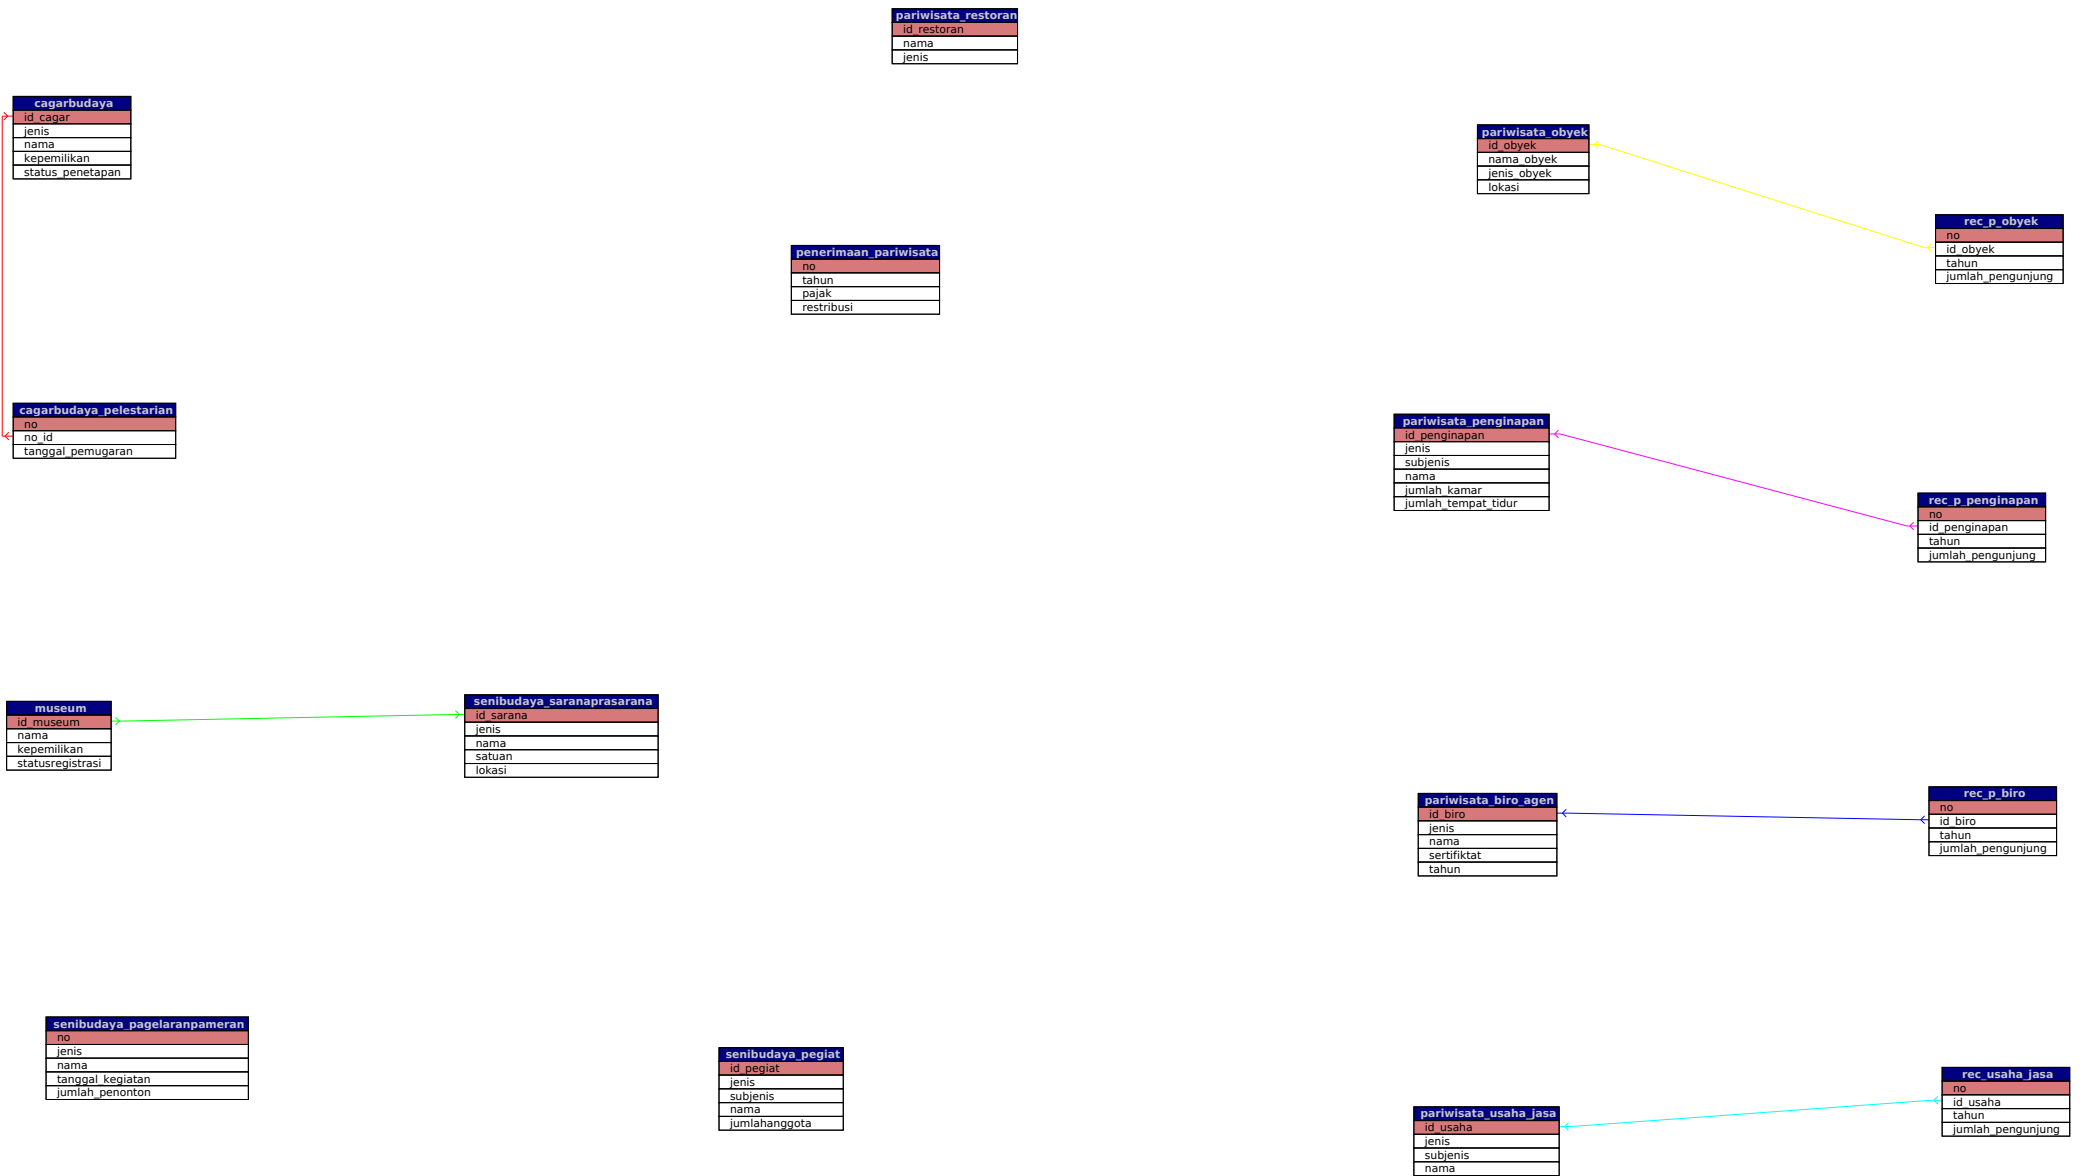 pariwisata_restoran
id_restoran
nama
jenis
cagarbudaya
id_cagar
jenis
nama
kepemilikan
status_penetapan
pariwisata_obyek
id_obyek
nama_obyek
jenis_obyek
lokasi
rec_p_obyek
no
id_obyek
tahun
jumlah_pengunjung
penerimaan_pariwisata
no
tahun
pajak
restribusi
cagarbudaya_pelestarian
no
no_id
tanggal_pemugaran
pariwisata_penginapan
id_penginapan
jenis
subjenis
nama
jumlah_kamar
jumlah_tempat_tidur
rec_p_penginapan
no
id_penginapan
tahun
jumlah_pengunjung
museum
id_museum
nama
kepemilikan
statusregistrasi
senibudaya_saranaprasarana
id_sarana
jenis
nama
satuan
lokasi
pariwisata_biro_agen
id_biro
jenis
nama
sertifiktat
tahun
rec_p_biro
no
id_biro
tahun
jumlah_pengunjung
senibudaya_pagelaranpameran
no
jenis
nama
tanggal_kegiatan
jumlah_penonton
senibudaya_pegiat
id_pegiat
jenis
subjenis
nama
jumlahanggota
pariwisata_usaha_jasa
id_usaha
jenis
subjenis
nama
rec_usaha_jasa
no
id_usaha
tahun
jumlah_pengunjung